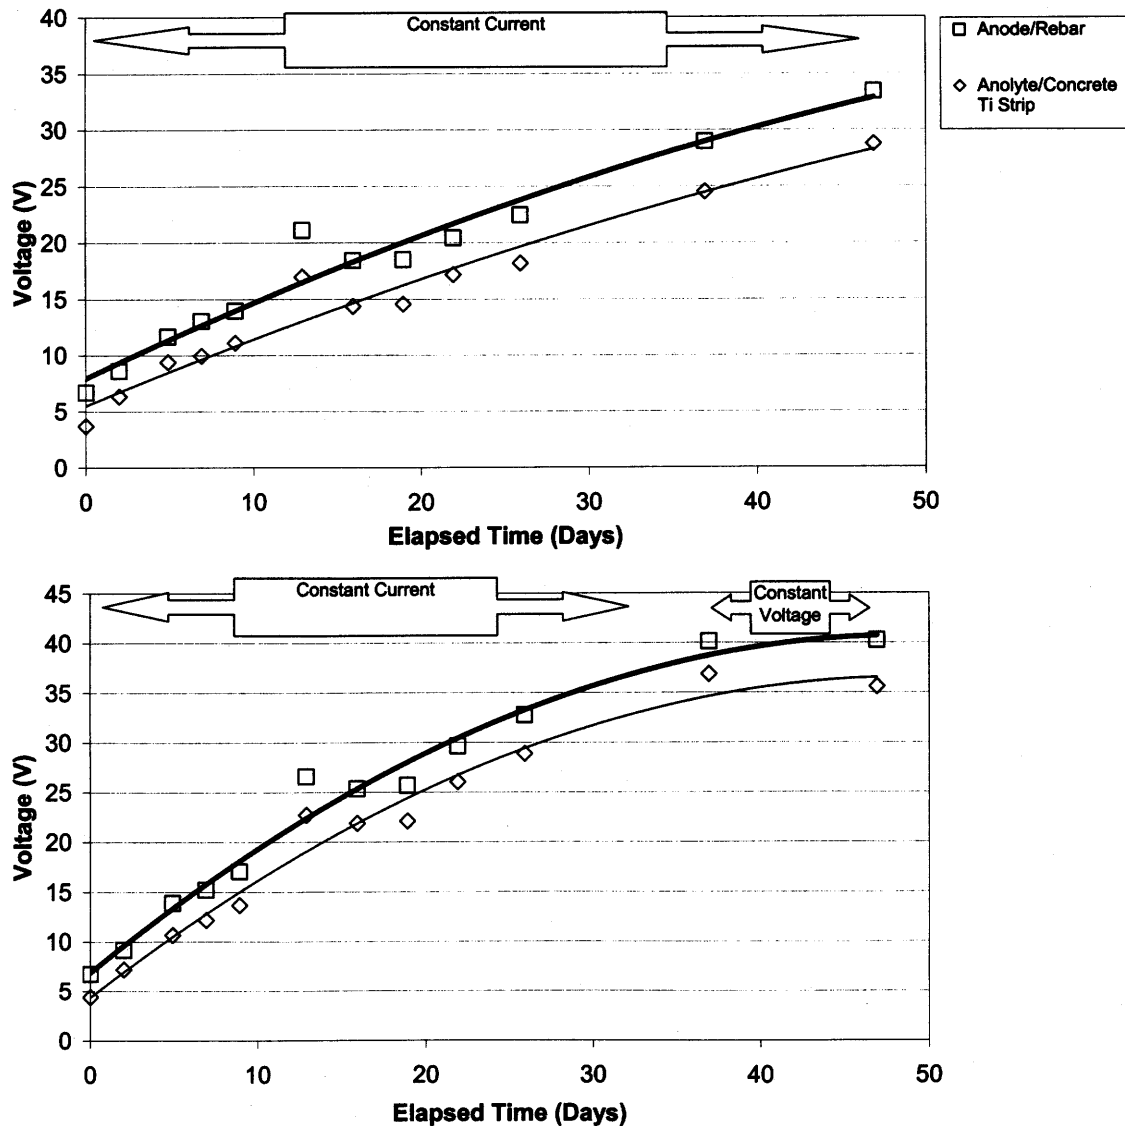 Constant Current
Anode/Rebar
Anolyte/Concrete
Ti Strip
40
35
30
25
20
15
10
5
0
Voltage (V)
0 10 20 30 40 50
Elapsed Time (Days)
Constant Current
Constant
Voltage
45
40
35
30
25
20
15
10
5
0
Voltage (V)
0 10 20 30 40 50
Elapsed Time (Days)